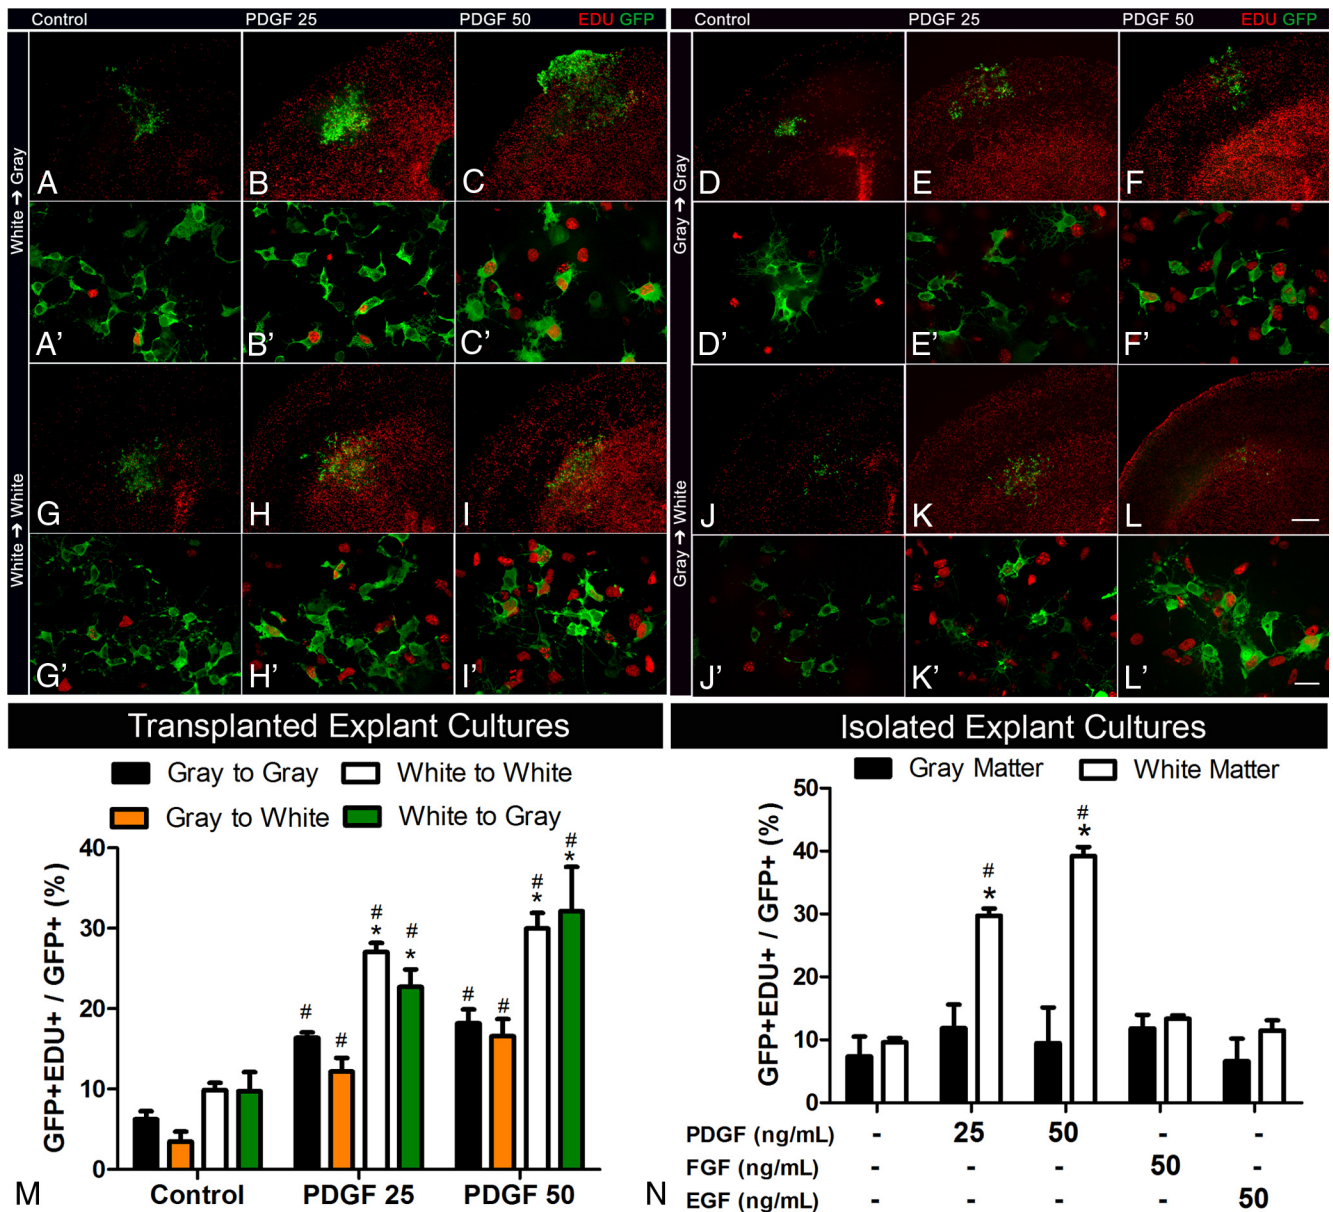 Control PDGF 25 PDGF 50 EDU GFP
Control PDGF 25 PDGF 50 EDU GFP
White → Gray
A B C
A’ B’ C’
White → White
G H I
G’ H’ I’
Gray → Gray
D E F
D’ E’ F’
Gray → White
J K L
J’ K’ L’
Transplanted Explant Cultures
Gray to Gray White to White
Gray to White White to Gray
GFP+EDU+ / GFP+ (%)
40
30
20
10
0
# # # * # * # # # * # *
Control PDGF 25 PDGF 50
M
Isolated Explant Cultures
Gray Matter White Matter
GFP+EDU+ / GFP+ (%)
50
40
30
20
10
0
# * # *
PDGF (ng/mL) - 25 50 - -
FGF (ng/mL) - - - 50 -
EGF (ng/mL) - - - - 50
N